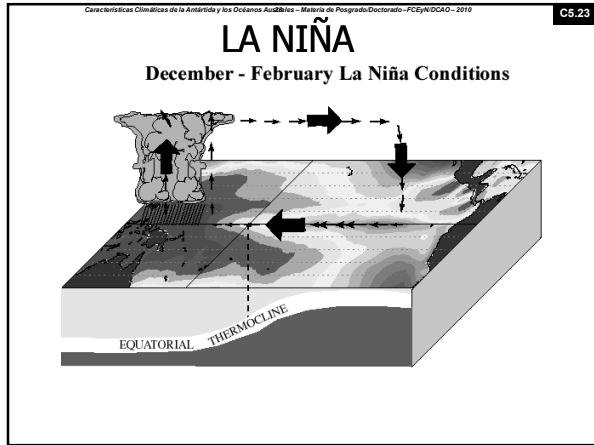 Características Climáticas de la Antártida y los Océanos Australes – Materia de Posgrado/Doctorado – FCEyN/DCAO – 2010
C5.23
LA NIÑA
December - February La Niña Conditions
EQUATORIAL THERMOCLINE